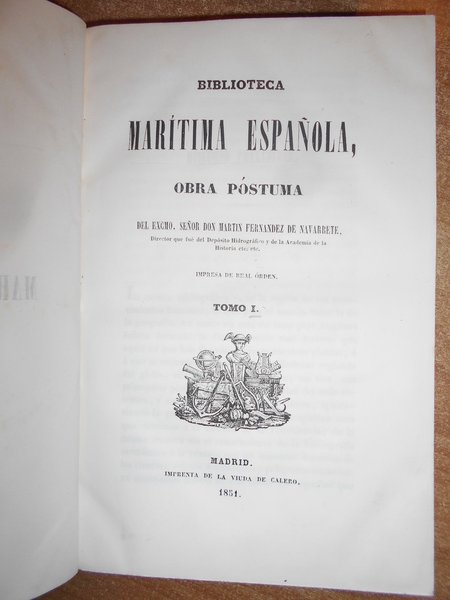 BIBLIOTECA
MARÍTIMA ESPAÑOLA,
OBRA PÓSTUMA
DEL EXCMO. SEÑOR DON MARTIN FERNANDEZ DE NAVARRETE,
Director que fué del Depósito Hidrográfico y de la Academia de la
Historia etc. etc.
IMPRESA DE REAL ÓRDEN.
TOMO I.
MADRID.
IMPRENTA DE LA VIUDA DE CALERO.
1851.